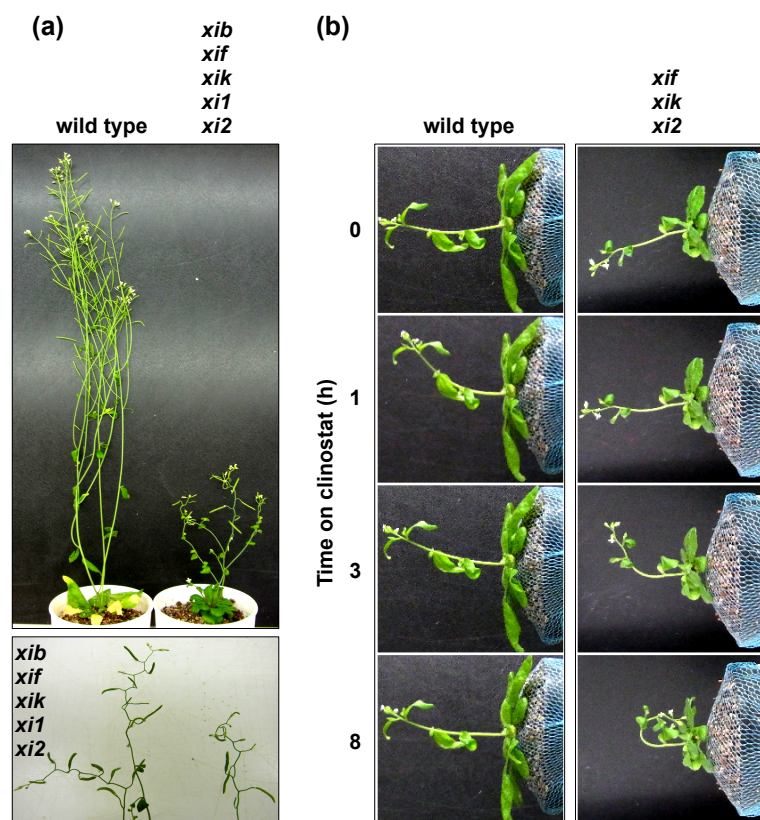 (a)
xib
xif
xik
xi1
xi2
wild type
xib
xif
xik
xi1
xi2
(b)
wild type
xif
xik
xi2
Time on clinostat (h)
0
1
3
8